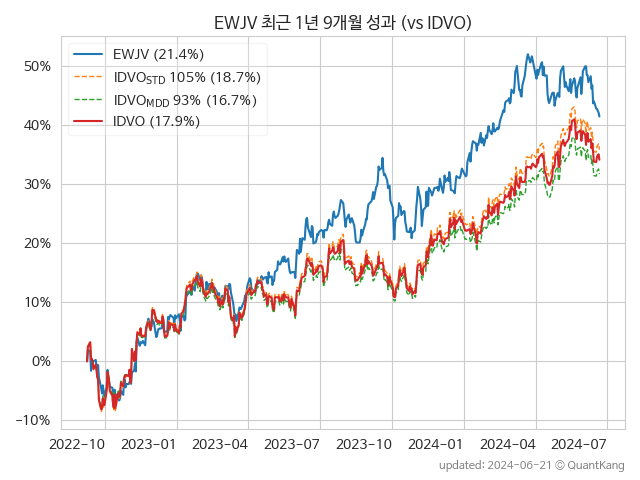 EWJV 최근 1년 9개월 성과 (vs IDVO)
EWJV (21.4%)
IDVOSTD 105% (18.7%)
IDVOMDD 93% (16.7%)
IDVO (17.9%)
50%
40%
30%
20%
10%
0%
−10%
2022-10 2023-01 2023-04 2023-07 2023-10 2024-01 2024-04 2024-07
updated: 2024-06-21 © QuantKang